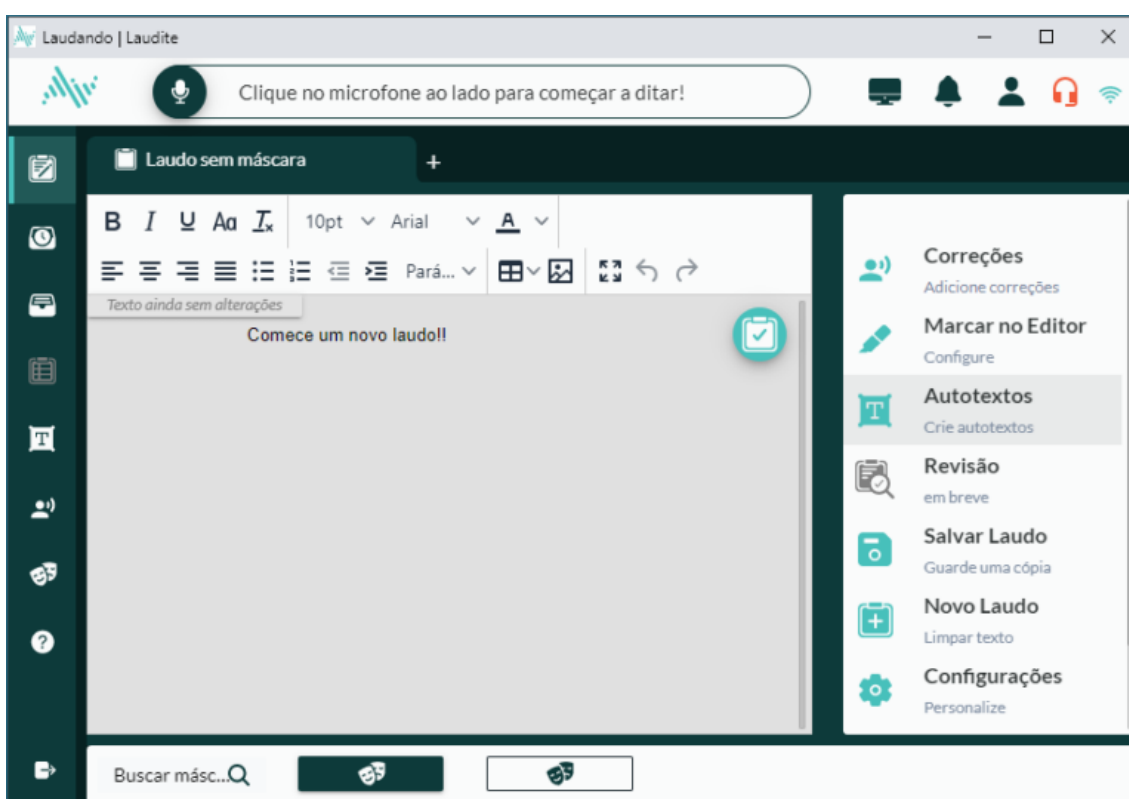 Laudando | Laudite
Clique no microfone ao lado para começar a ditar!
Laudo sem máscara
+
B I U Aa Tx 10pt Arial A
Pará...
Texto ainda sem alterações
Comece um novo laudo!!
Correções
Adicione correções
Marcar no Editor
Configure
T
Autotextos
Crie autotextos
Revisão
em breve
Salvar Laudo
Guarde uma cópia
Novo Laudo
Limpar texto
Configurações
Personalize
T
?
Buscar másc...